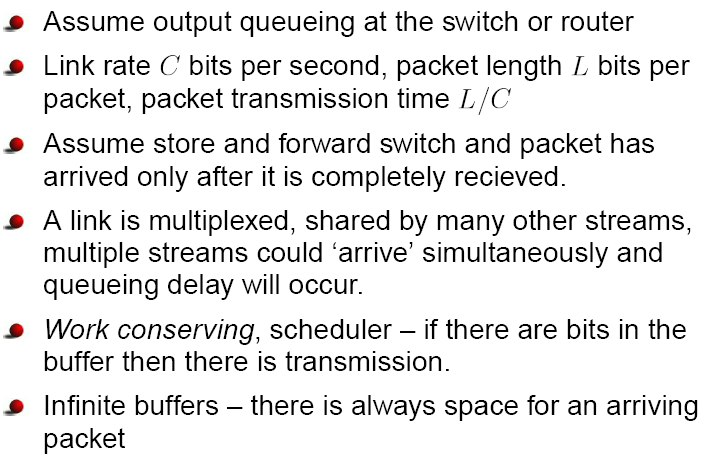 Assume output queueing at the switch or router
Link rate C bits per second, packet length L bits per
packet, packet transmission time L/C
Assume store and forward switch and packet has
arrived only after it is completely recieved.
A link is multiplexed, shared by many other streams,
multiple streams could ‘arrive’ simultaneously and
queueing delay will occur.
Work conserving, scheduler – if there are bits in the
buffer then there is transmission.
Infinite buffers – there is always space for an arriving
packet